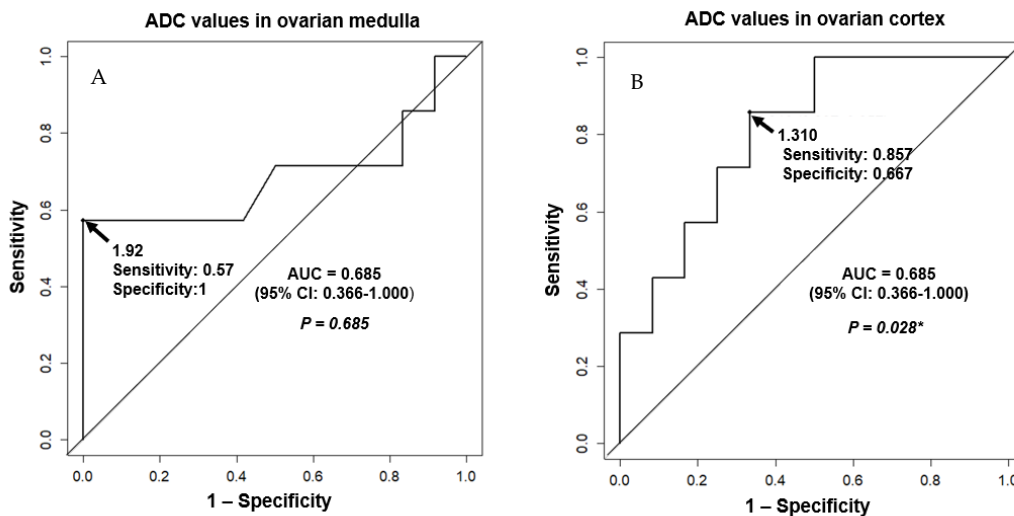 ADC values in ovarian medulla
A
Sensitivity
1.0
0.8
0.6
0.4
0.2
0.0
1.92
Sensitivity: 0.57
Specificity:1
AUC = 0.685
(95% CI: 0.366-1.000)
P = 0.685
0.0 0.2 0.4 0.6 0.8 1.0
1 – Specificity
ADC values in ovarian cortex
B
Sensitivity
1.0
0.8
0.6
0.4
0.2
0.0
1.310
Sensitivity: 0.857
Specificity: 0.667
AUC = 0.685
(95% CI: 0.366-1.000)
P = 0.028*
0.0 0.2 0.4 0.6 0.8 1.0
1 – Specificity